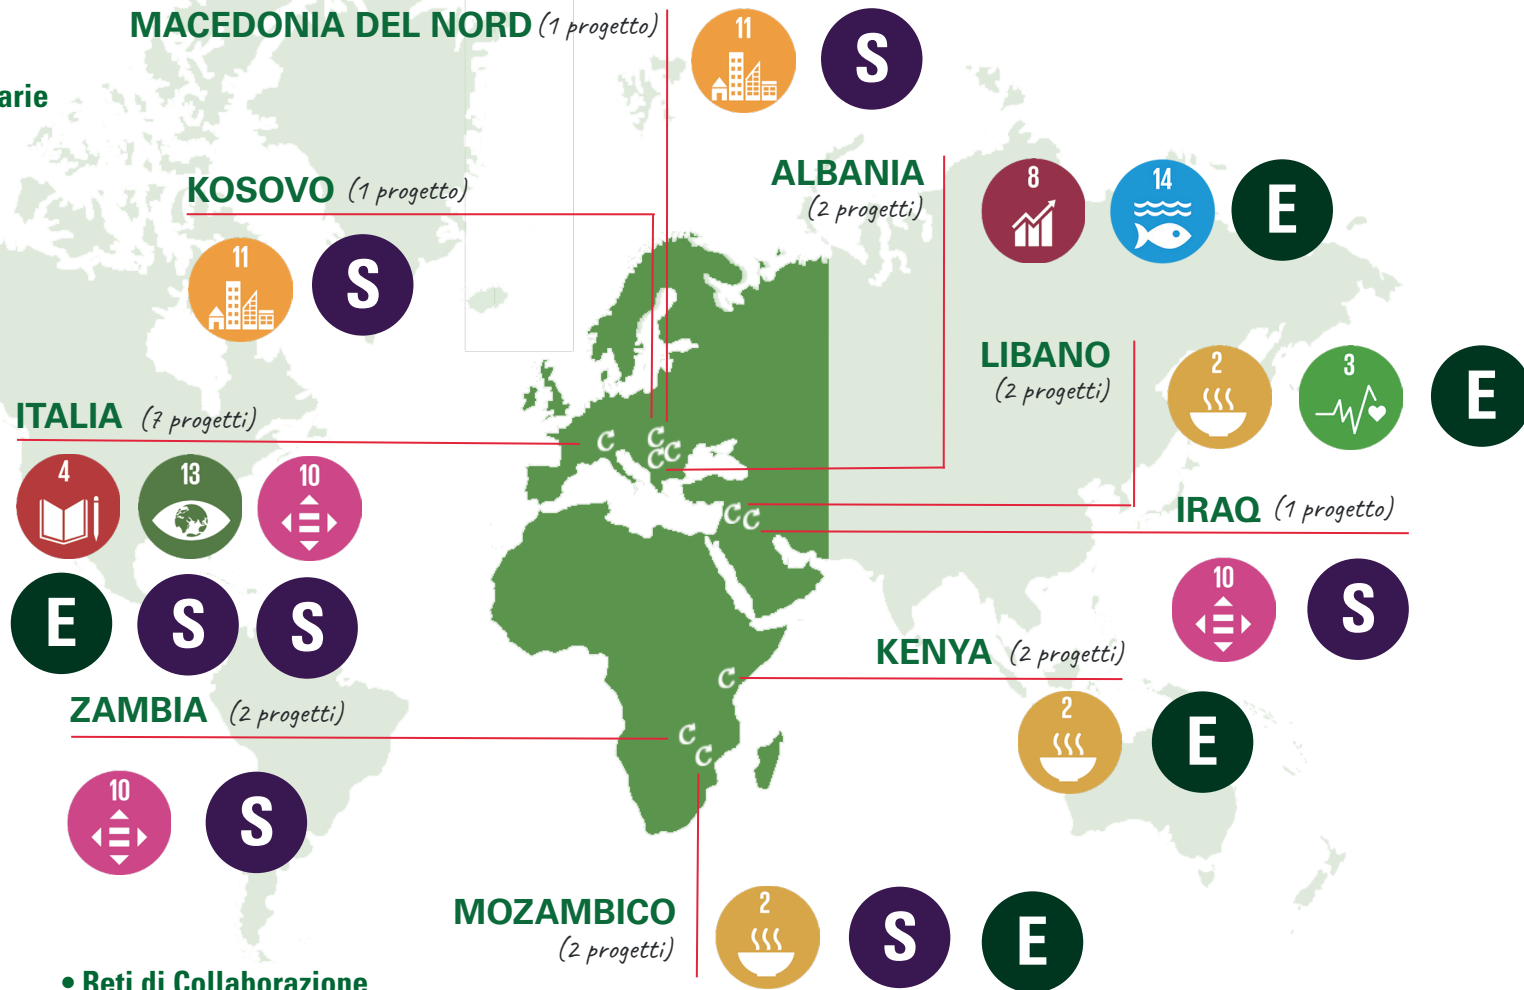 MACEDONIA DEL NORD (1 progetto)
11
S
arie
KOSOVO (1 progetto)
11
S
ALBANIA
(2 progetti)
8
14
E
LIBANO
(2 progetti)
2
3
E
ITALIA (7 progetti)
4
13
10
E
S
S
C
C
C
C
C
C
IRAQ (1 progetto)
10
S
KENYA (2 progetti)
C
2
E
ZAMBIA (2 progetti)
C
C
10
S
MOZAMBICO
(2 progetti)
2
S
E
• Reti di Collaborazione